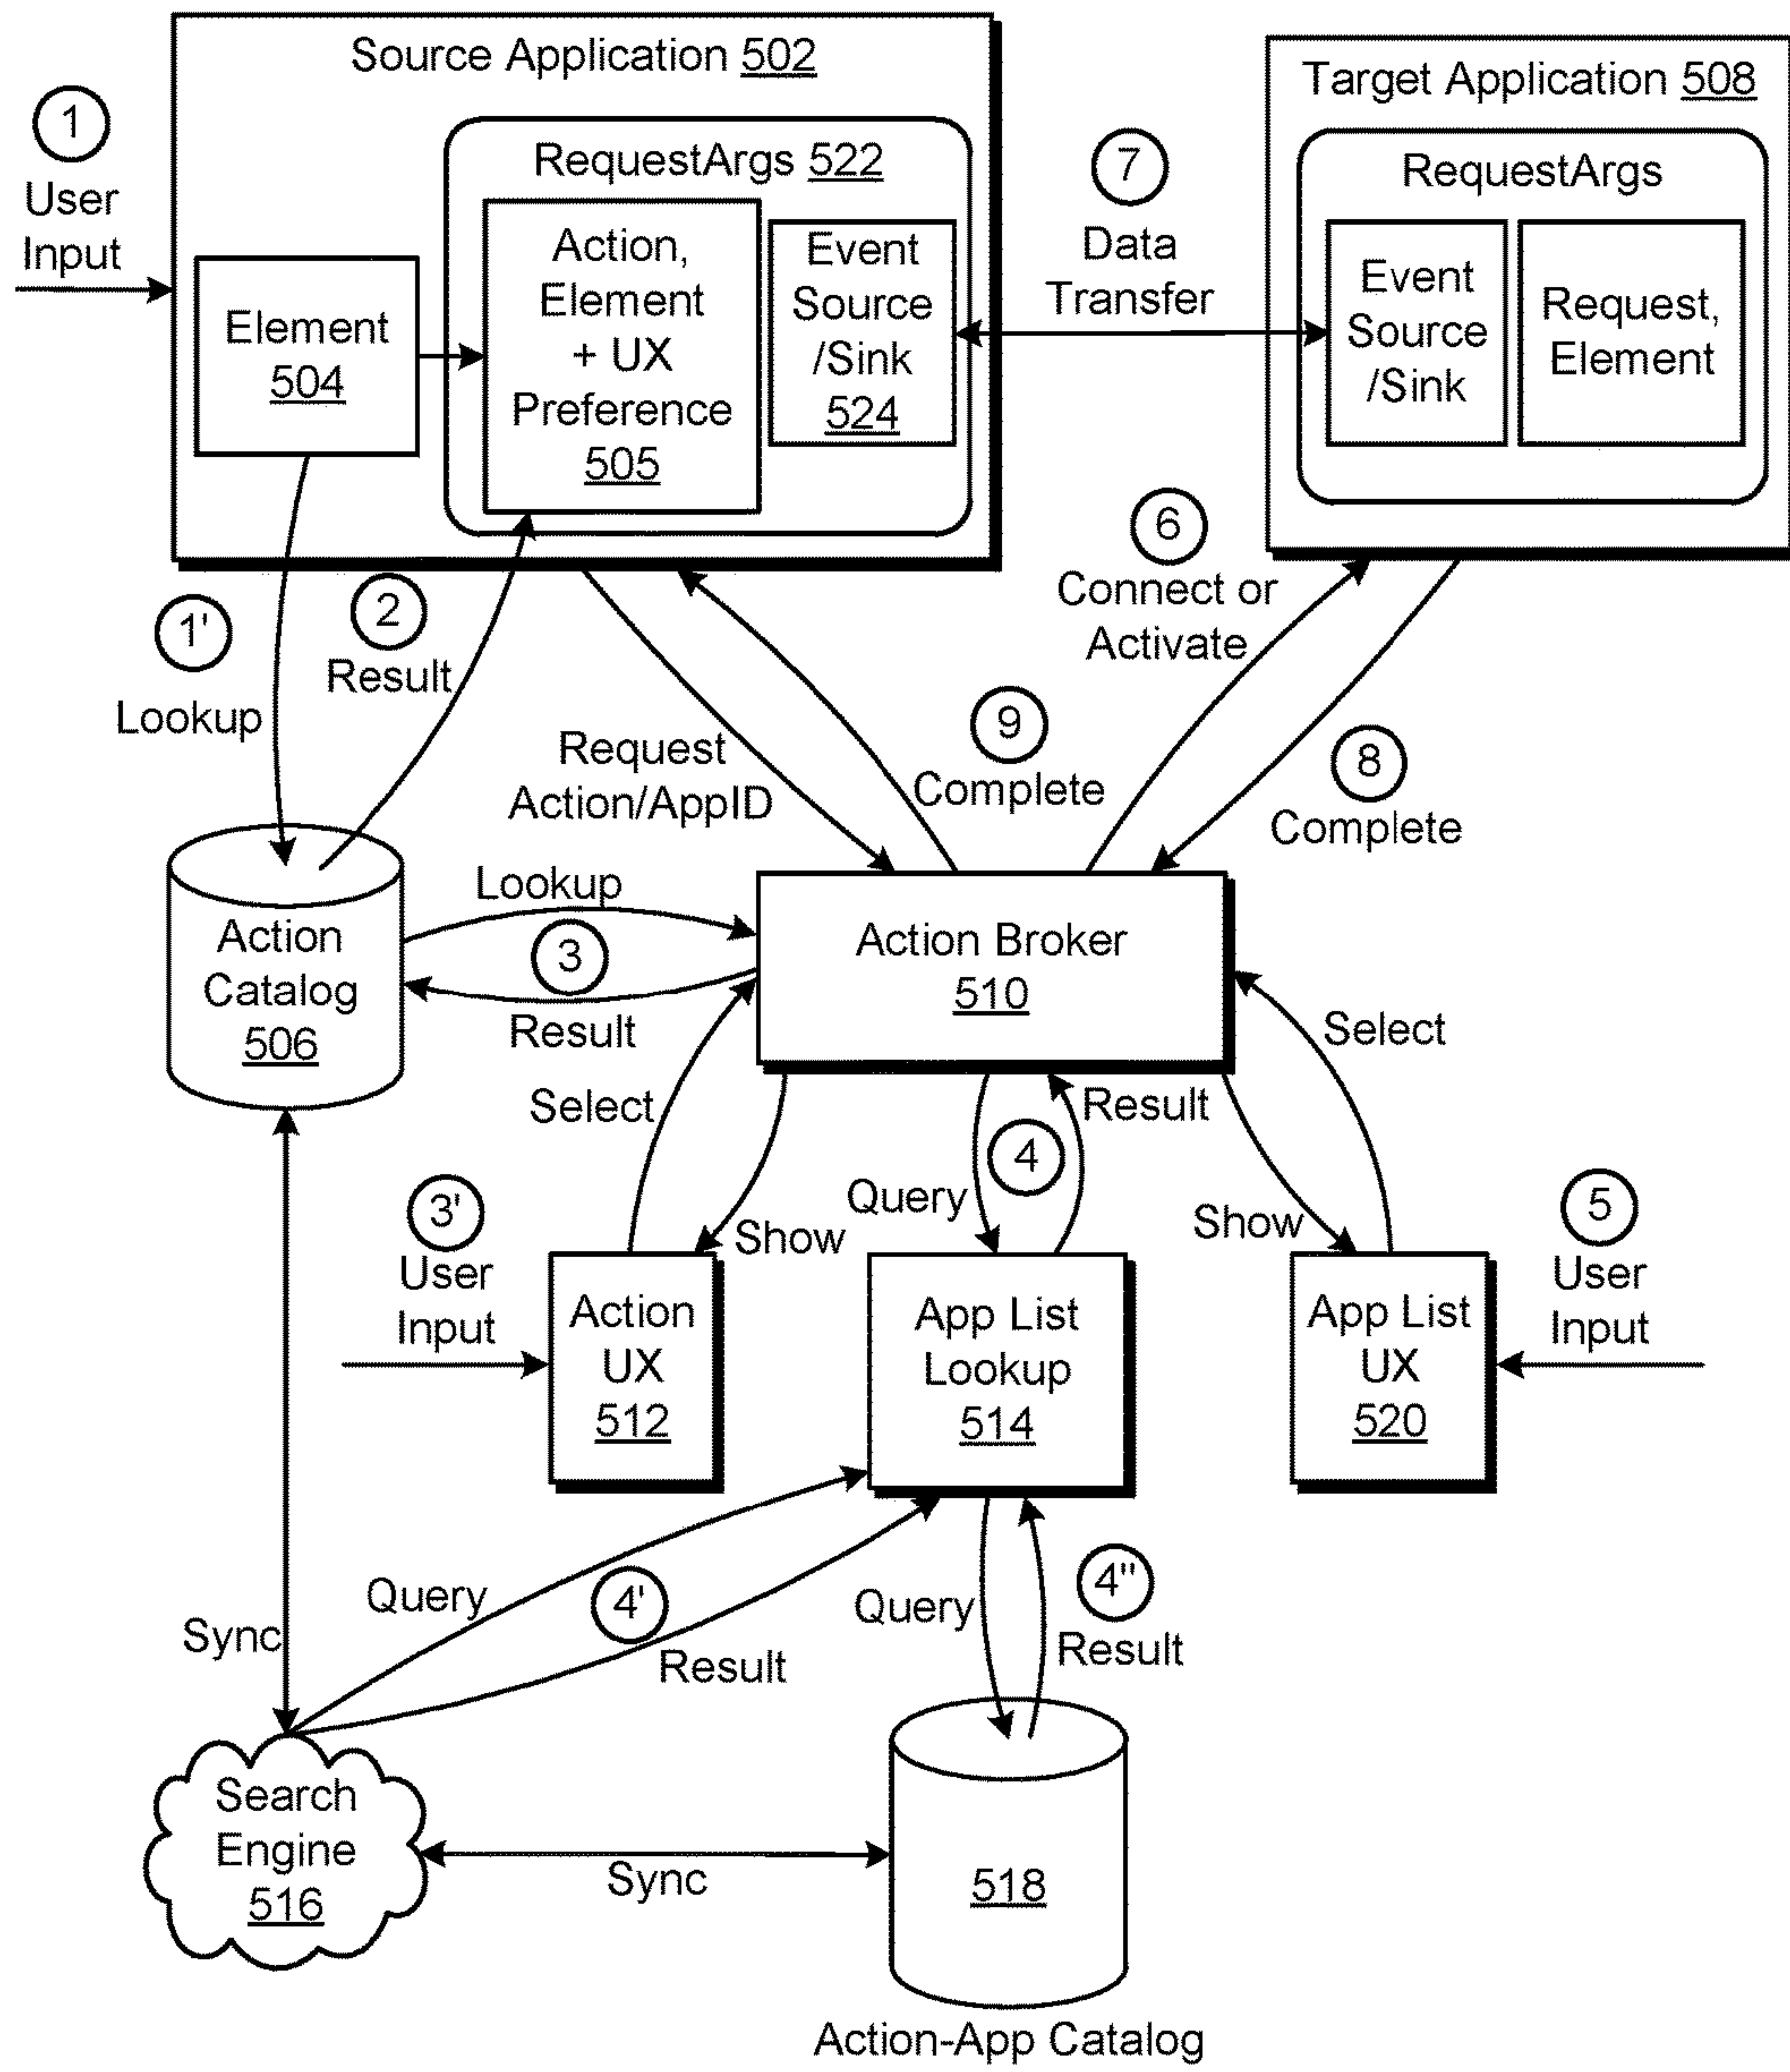 Source Application 502
Target Application 508
1
User
Input
RequestArgs 522
Element
504
Action,
Element
+ UX
Preference
505
Event
Source
/Sink
524
7
Data
Transfer
RequestArgs
Event
Source
/Sink
Request,
Element
1'
Lookup
2
Result
6
Connect or
Activate
Request
Action/AppID
9
Complete
8
Complete
Action
Catalog
506
Lookup
3
Result
Action Broker
510
Select
Show
Query
4
Result
Show
Select
3'
User
Input
Action
UX
512
App List
Lookup
514
App List
UX
520
5
User
Input
Sync
Query
4'
Result
Query
4"
Result
Search
Engine
516
Sync
518
Action-App Catalog